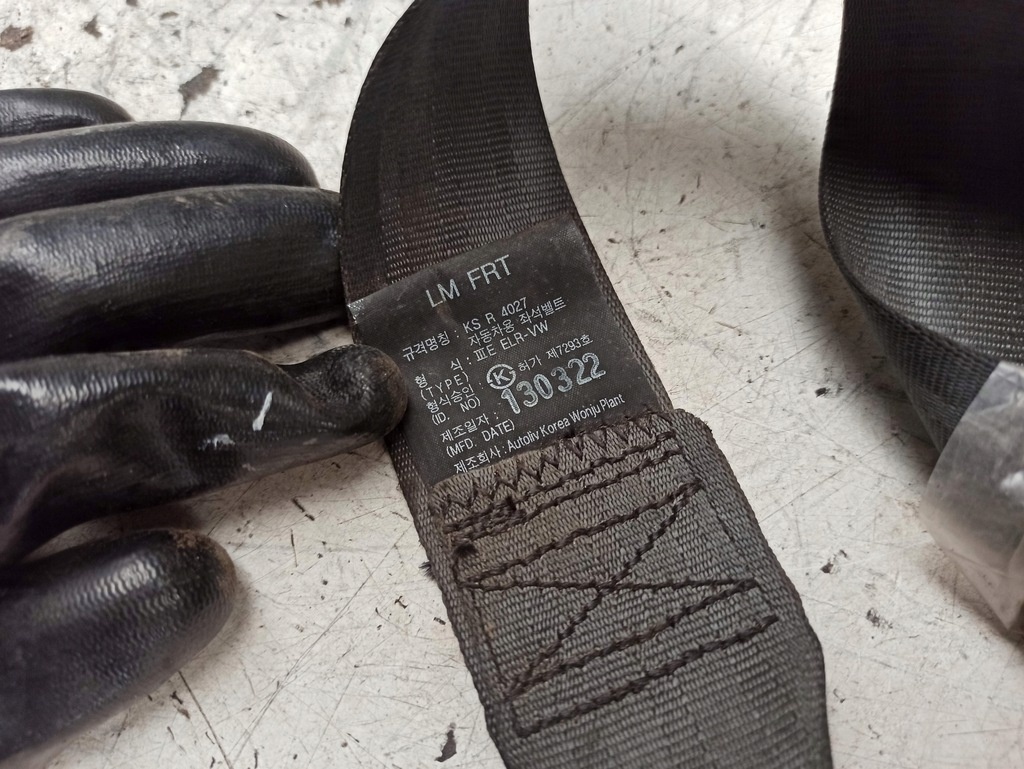 LM FRT
규격명칭 : KS R 4027
자동차용 좌석벨트
형 식 : ⅢE ELR-VW
(TYPE)
형식승인 : Ⓚ 허가 제7293호
(ID. NO)
제조일자 : 130322
(MFD. DATE)
제조회사 : Autoliv Korea Wonju Plant